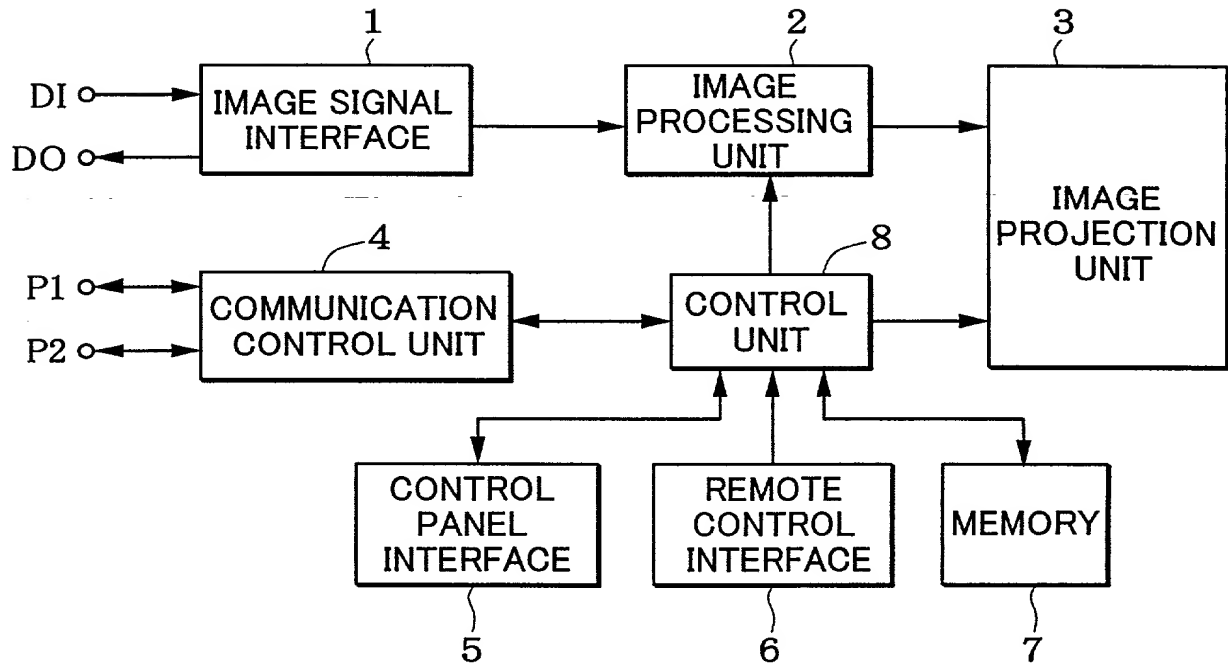 1
2
3
DI
DO
IMAGE SIGNAL
INTERFACE
IMAGE
PROCESSING
UNIT
IMAGE
PROJECTION
UNIT
4
8
P1
P2
COMMUNICATION
CONTROL UNIT
CONTROL
UNIT
CONTROL
PANEL
INTERFACE
REMOTE
CONTROL
INTERFACE
MEMORY
5
6
7